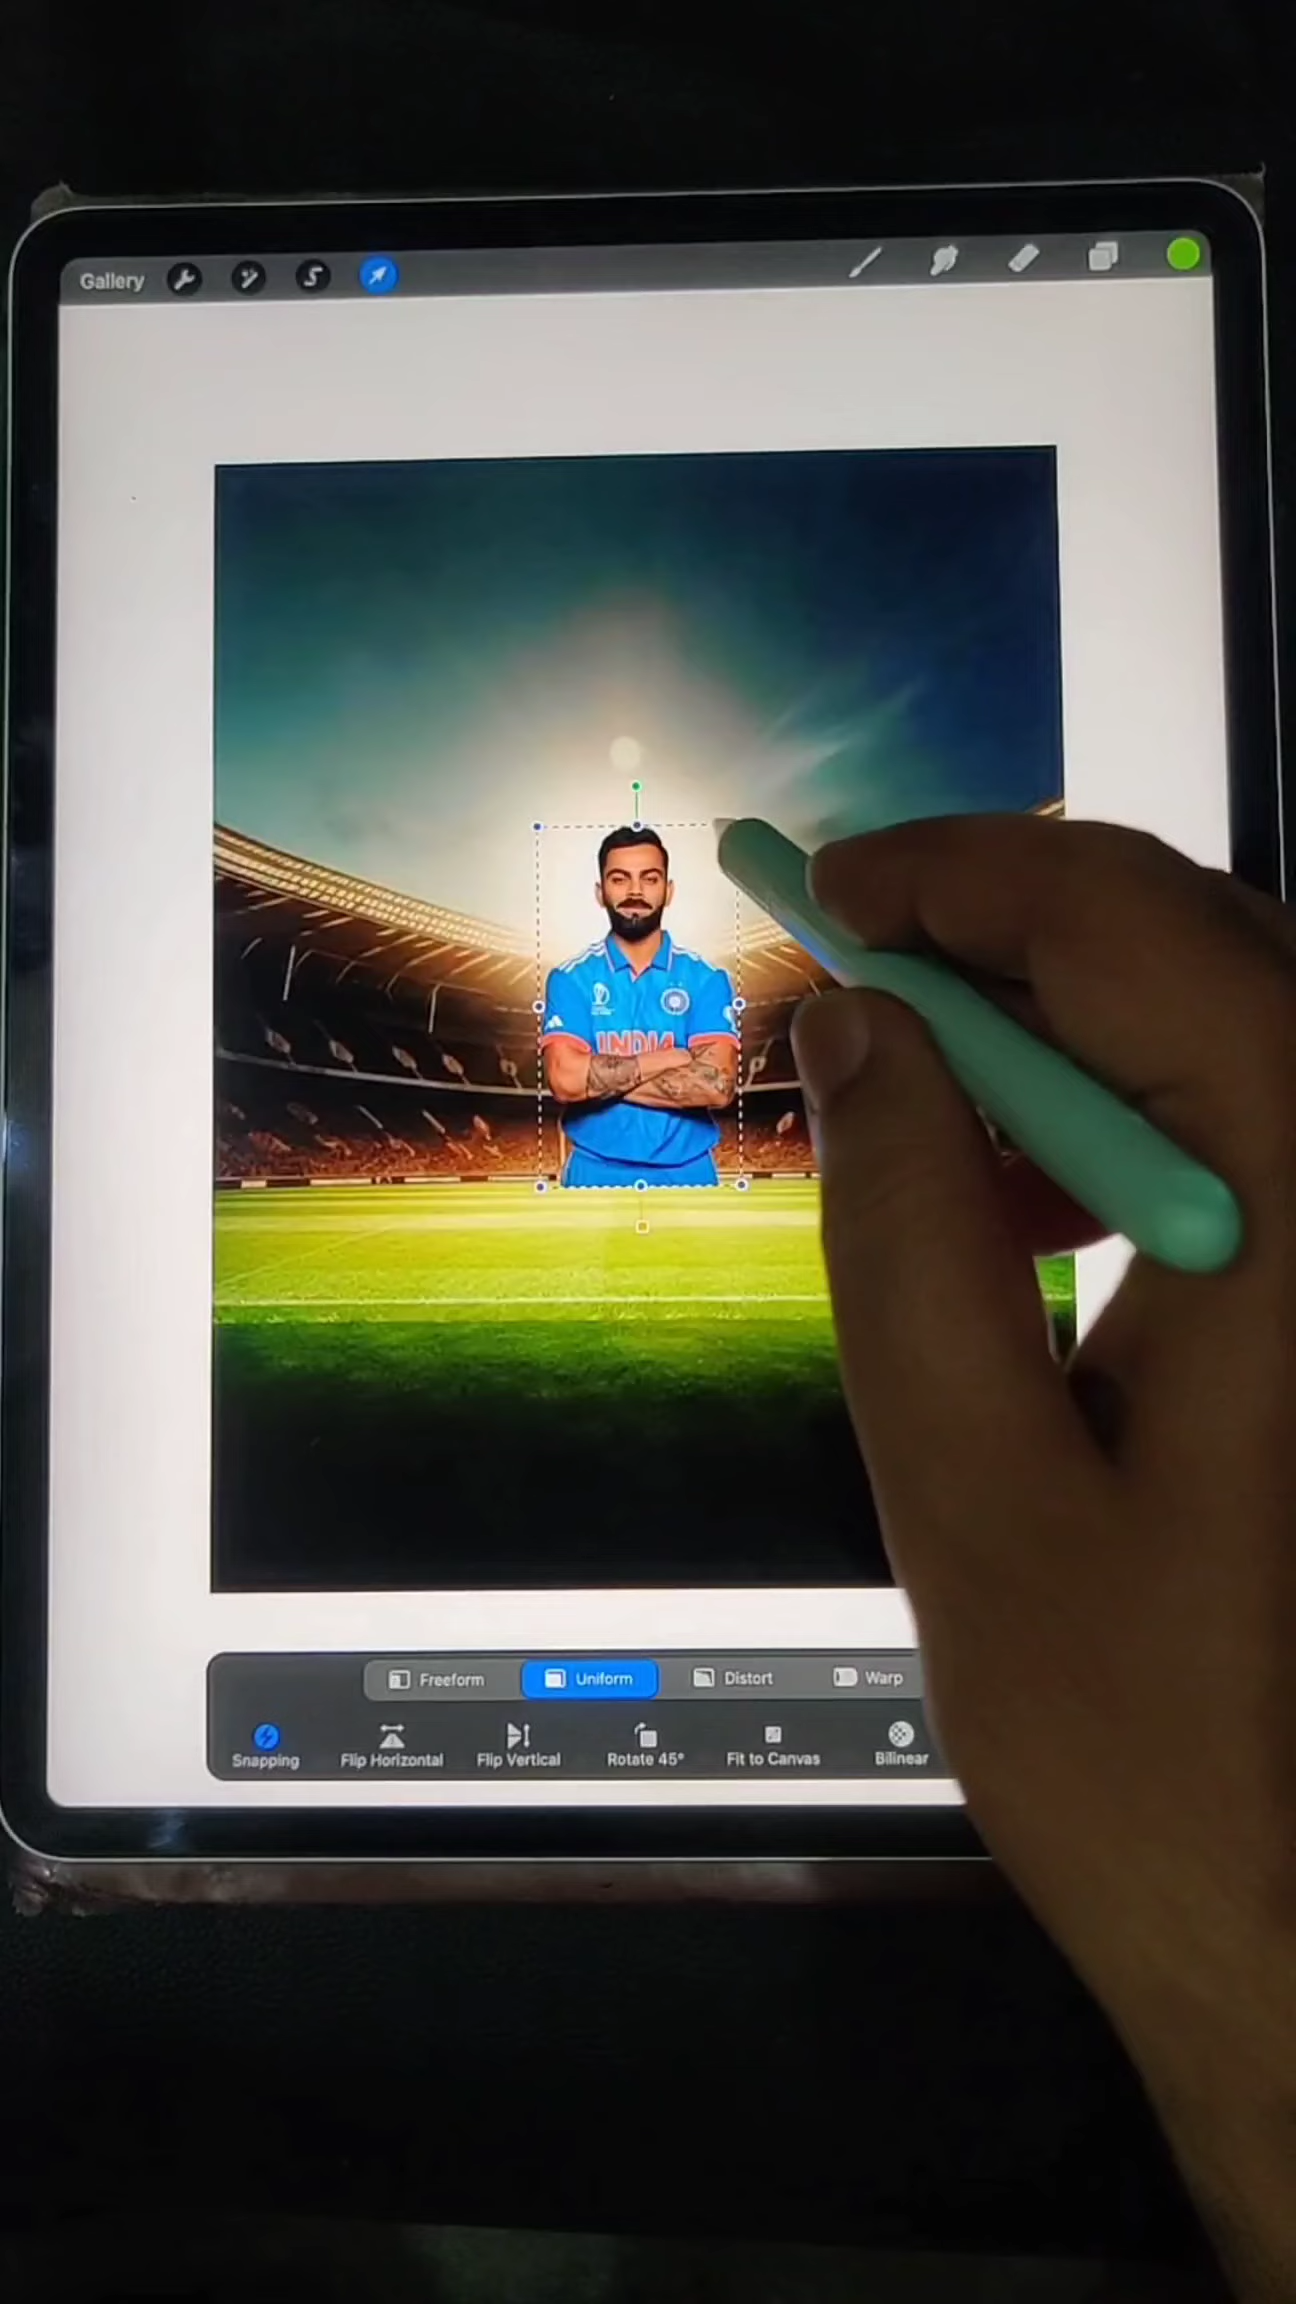 Gallery
INDIA
Freeform
Uniform
Distort
Warp
Snapping
Flip Horizontal
Flip Vertical
Rotate 45°
Fit to Canvas
Bilinear